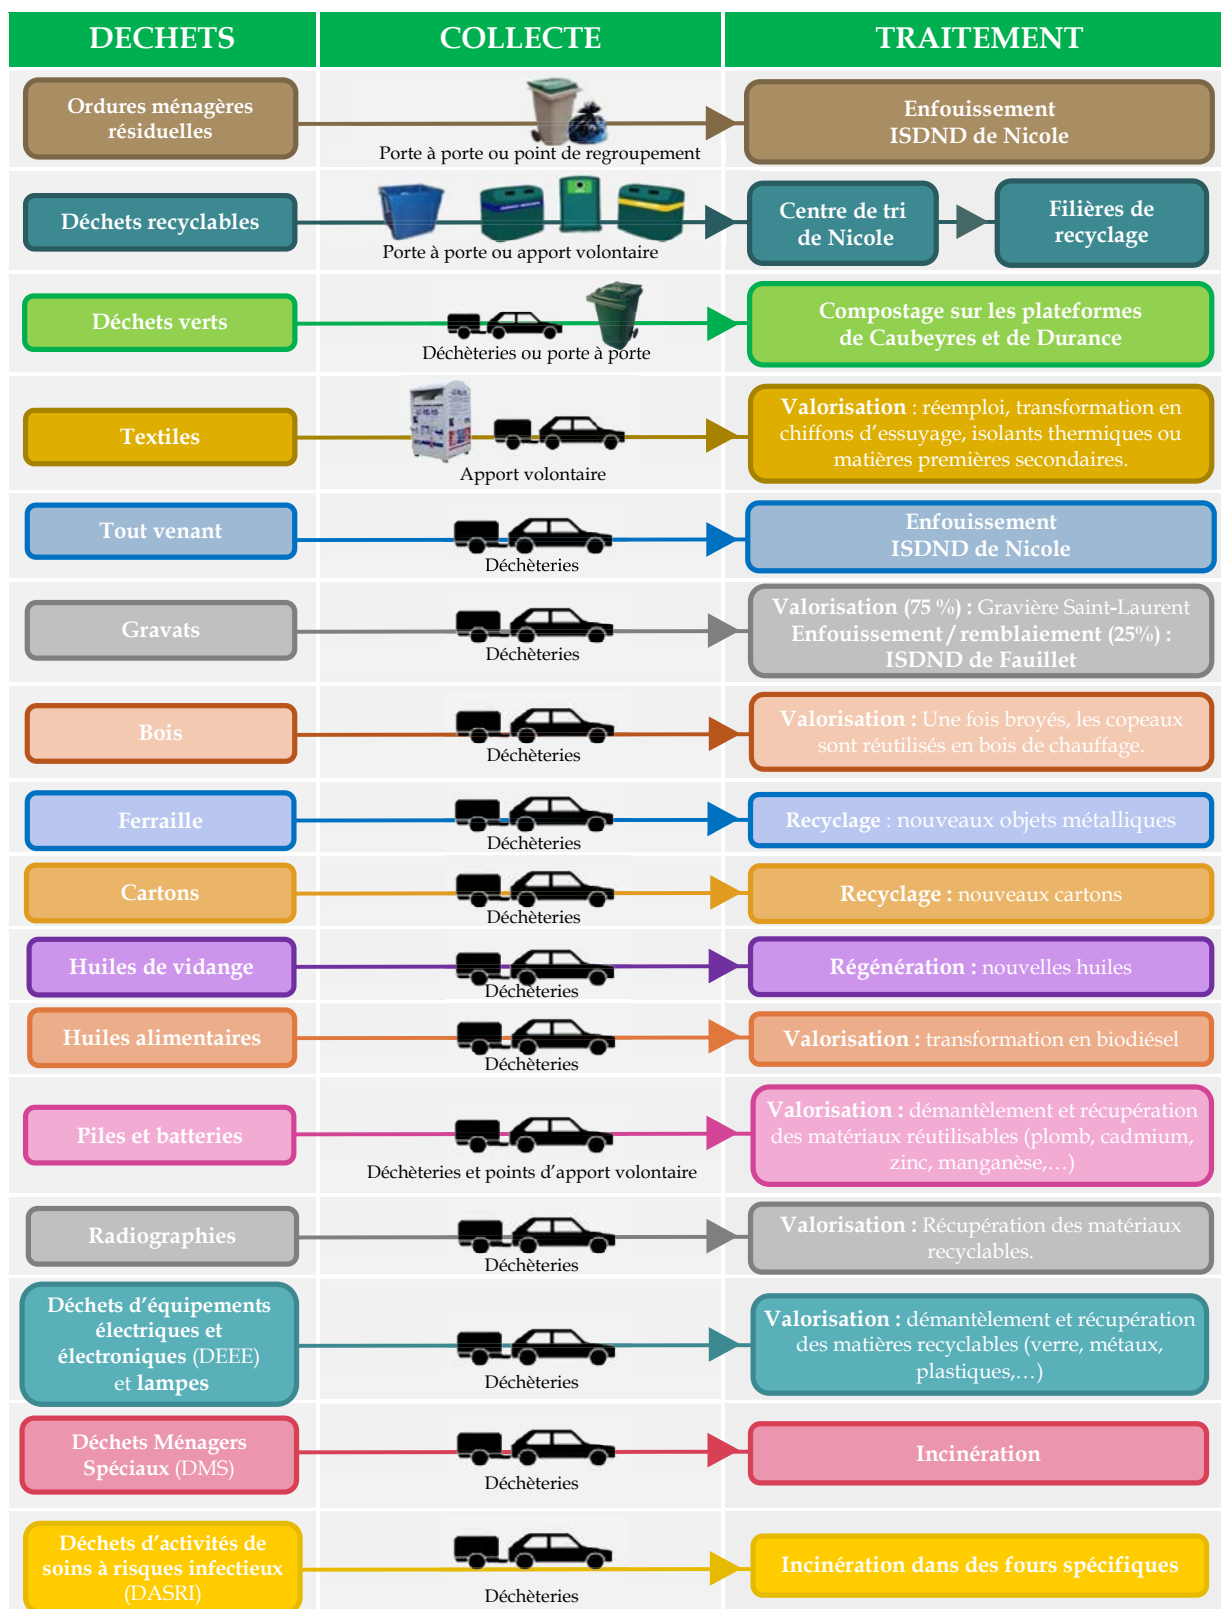 DECHETS
COLLECTE
TRAITEMENT
Ordures ménagères
résiduelles
Porte à porte ou point de regroupement
Enfouissement
ISDND de Nicole
Déchets recyclables
Porte à porte ou apport volontaire
Centre de tri
de Nicole
Filières de
recyclage
Déchets verts
Déchèteries ou porte à porte
Compostage sur les plateformes
de Caubeyres et de Durance
Textiles
Apport volontaire
Valorisation : réemploi, transformation en
chiffons d'essuyage, isolants thermiques ou
matières premières secondaires.
Tout venant
Déchèteries
Enfouissement
ISDND de Nicole
Gravats
Déchèteries
Valorisation (75 %) : Gravière Saint-Laurent
Enfouissement / remblaiement (25%) :
ISDND de Fauillet
Bois
Déchèteries
Valorisation : Une fois broyés, les copeaux
sont réutilisés en bois de chauffage.
Ferraille
Déchèteries
Recyclage : nouveaux objets métalliques
Cartons
Déchèteries
Recyclage : nouveaux cartons
Huiles de vidange
Déchèteries
Régénération : nouvelles huiles
Huiles alimentaires
Déchèteries
Valorisation : transformation en biodiésel
Piles et batteries
Déchèteries et points d'apport volontaire
Valorisation : démantèlement et récupération
des matériaux réutilisables (plomb, cadmium,
zinc, manganèse,…)
Radiographies
Déchèteries
Valorisation : Récupération des matériaux
recyclables.
Déchets d'équipements
électriques et
électroniques (DEEE)
et lampes
Déchèteries
Valorisation : démantèlement et récupération
des matières recyclables (verre, métaux,
plastiques,…)
Déchets Ménagers
Spéciaux (DMS)
Déchèteries
Incinération
Déchets d'activités de
soins à risques infectieux
(DASRI)
Déchèteries
Incinération dans des fours spécifiques